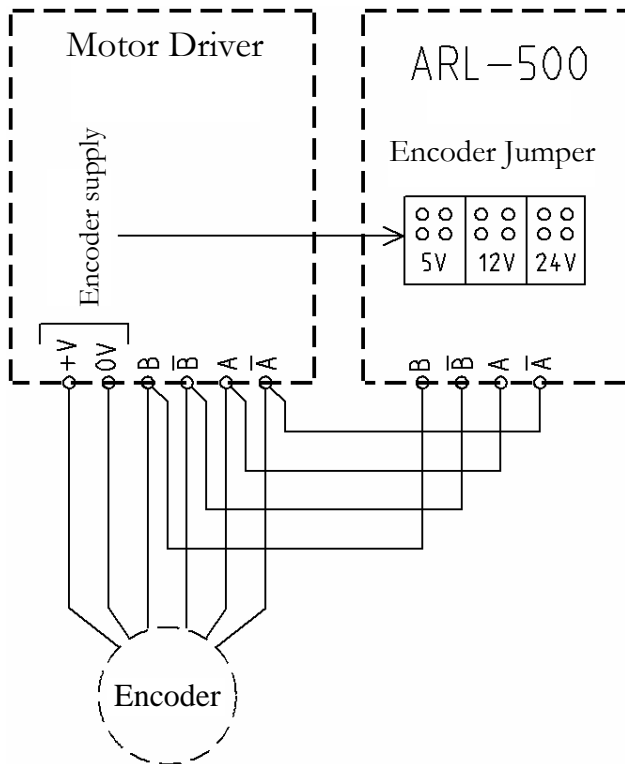 Motor Driver
ARL-500
Encoder Jumper
Encoder supply
5V 12V 24V
+V 0V B B̅ A A̅
B B̅ A A̅
Encoder